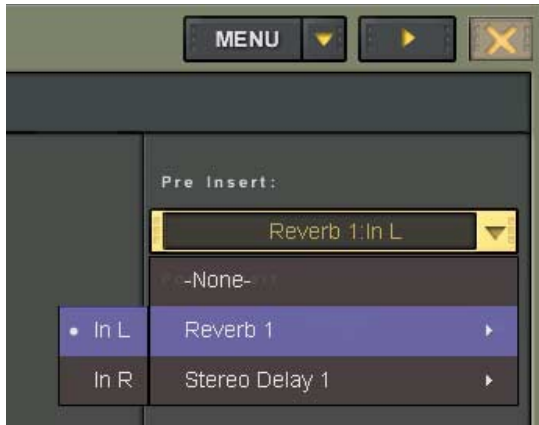 MENU
Pre Insert:
Reverb 1:In L
-None-
In L
Reverb 1
In R
Stereo Delay 1